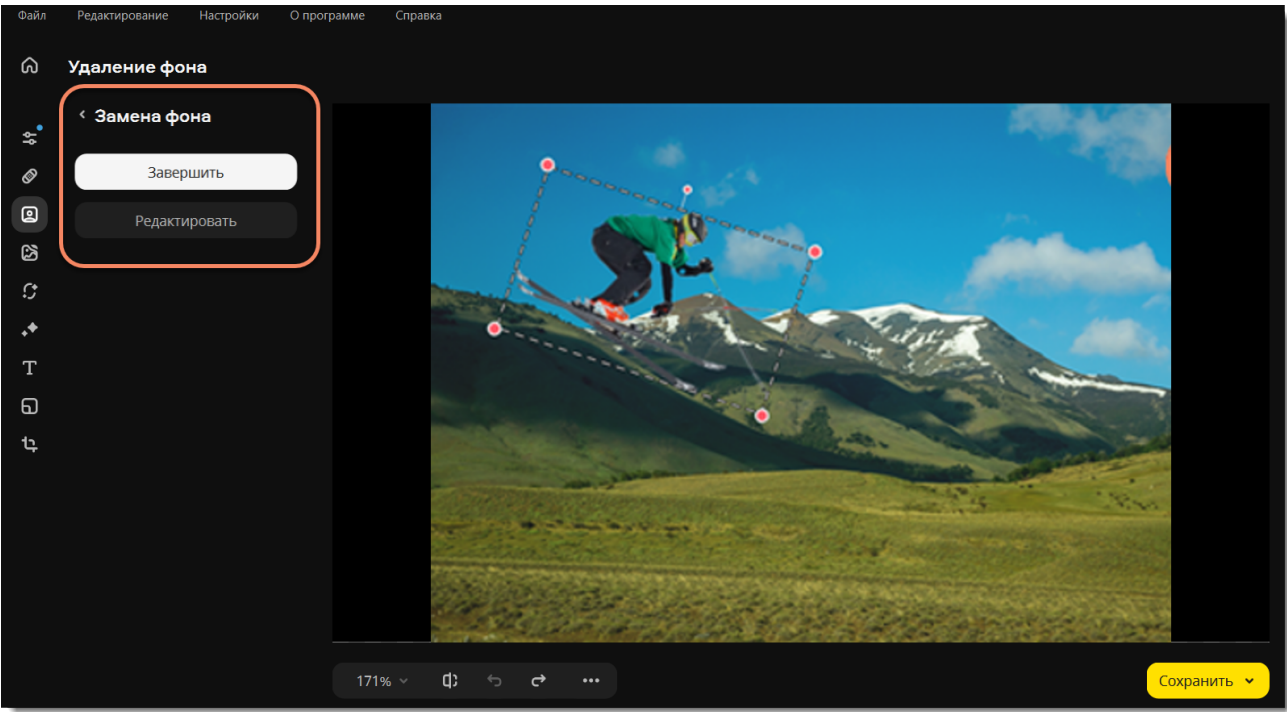 Файл Редактирование Настройки О программе Справка
Удаление фона
Замена фона
Завершить
Редактировать
171%
Сохранить